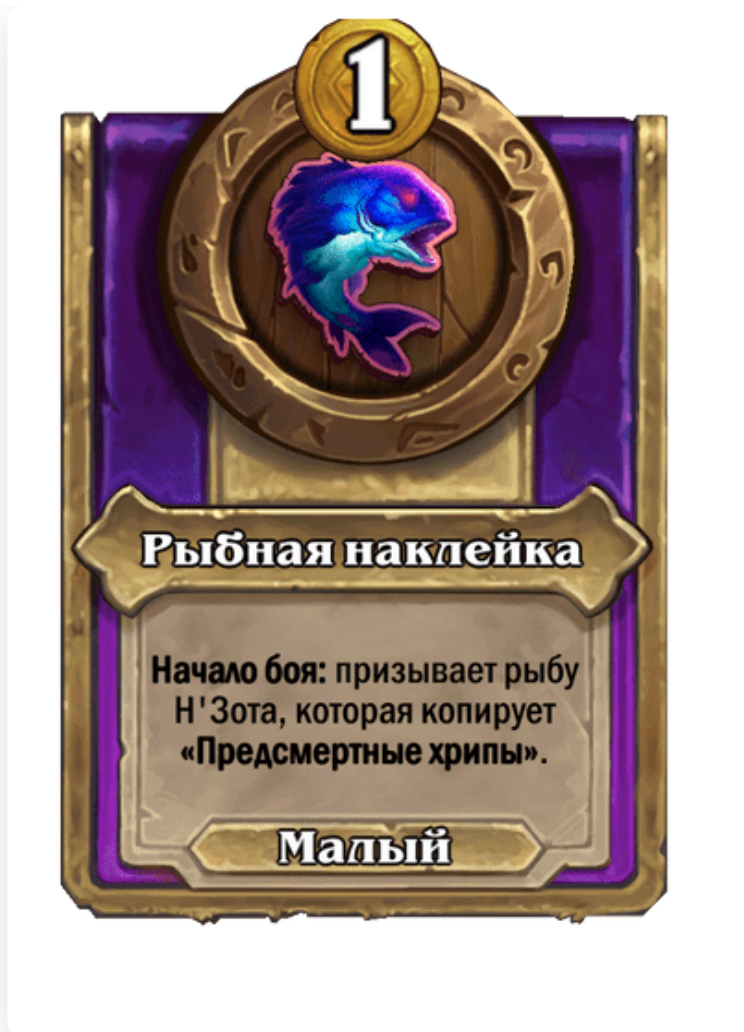 1
Рыбная наклейка
Начало боя: призывает рыбу
Н'Зота, которая копирует
«Предсмертные хрипы».
Малый